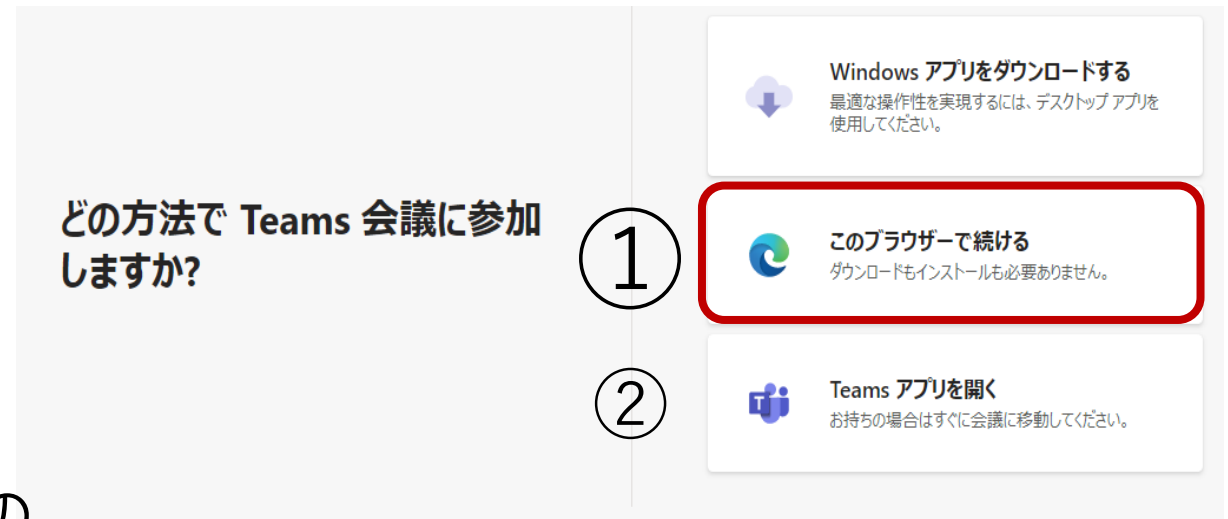 どの方法で Teams 会議に参加
しますか?
Windows アプリをダウンロードする
最適な操作性を実現するには、デスクトップ アプリを
使用してください。
①
このブラウザーで続ける
ダウンロードもインストールも必要ありません。
②
Teams アプリを開く
お持ちの場合はすぐに会議に移動してください。
の